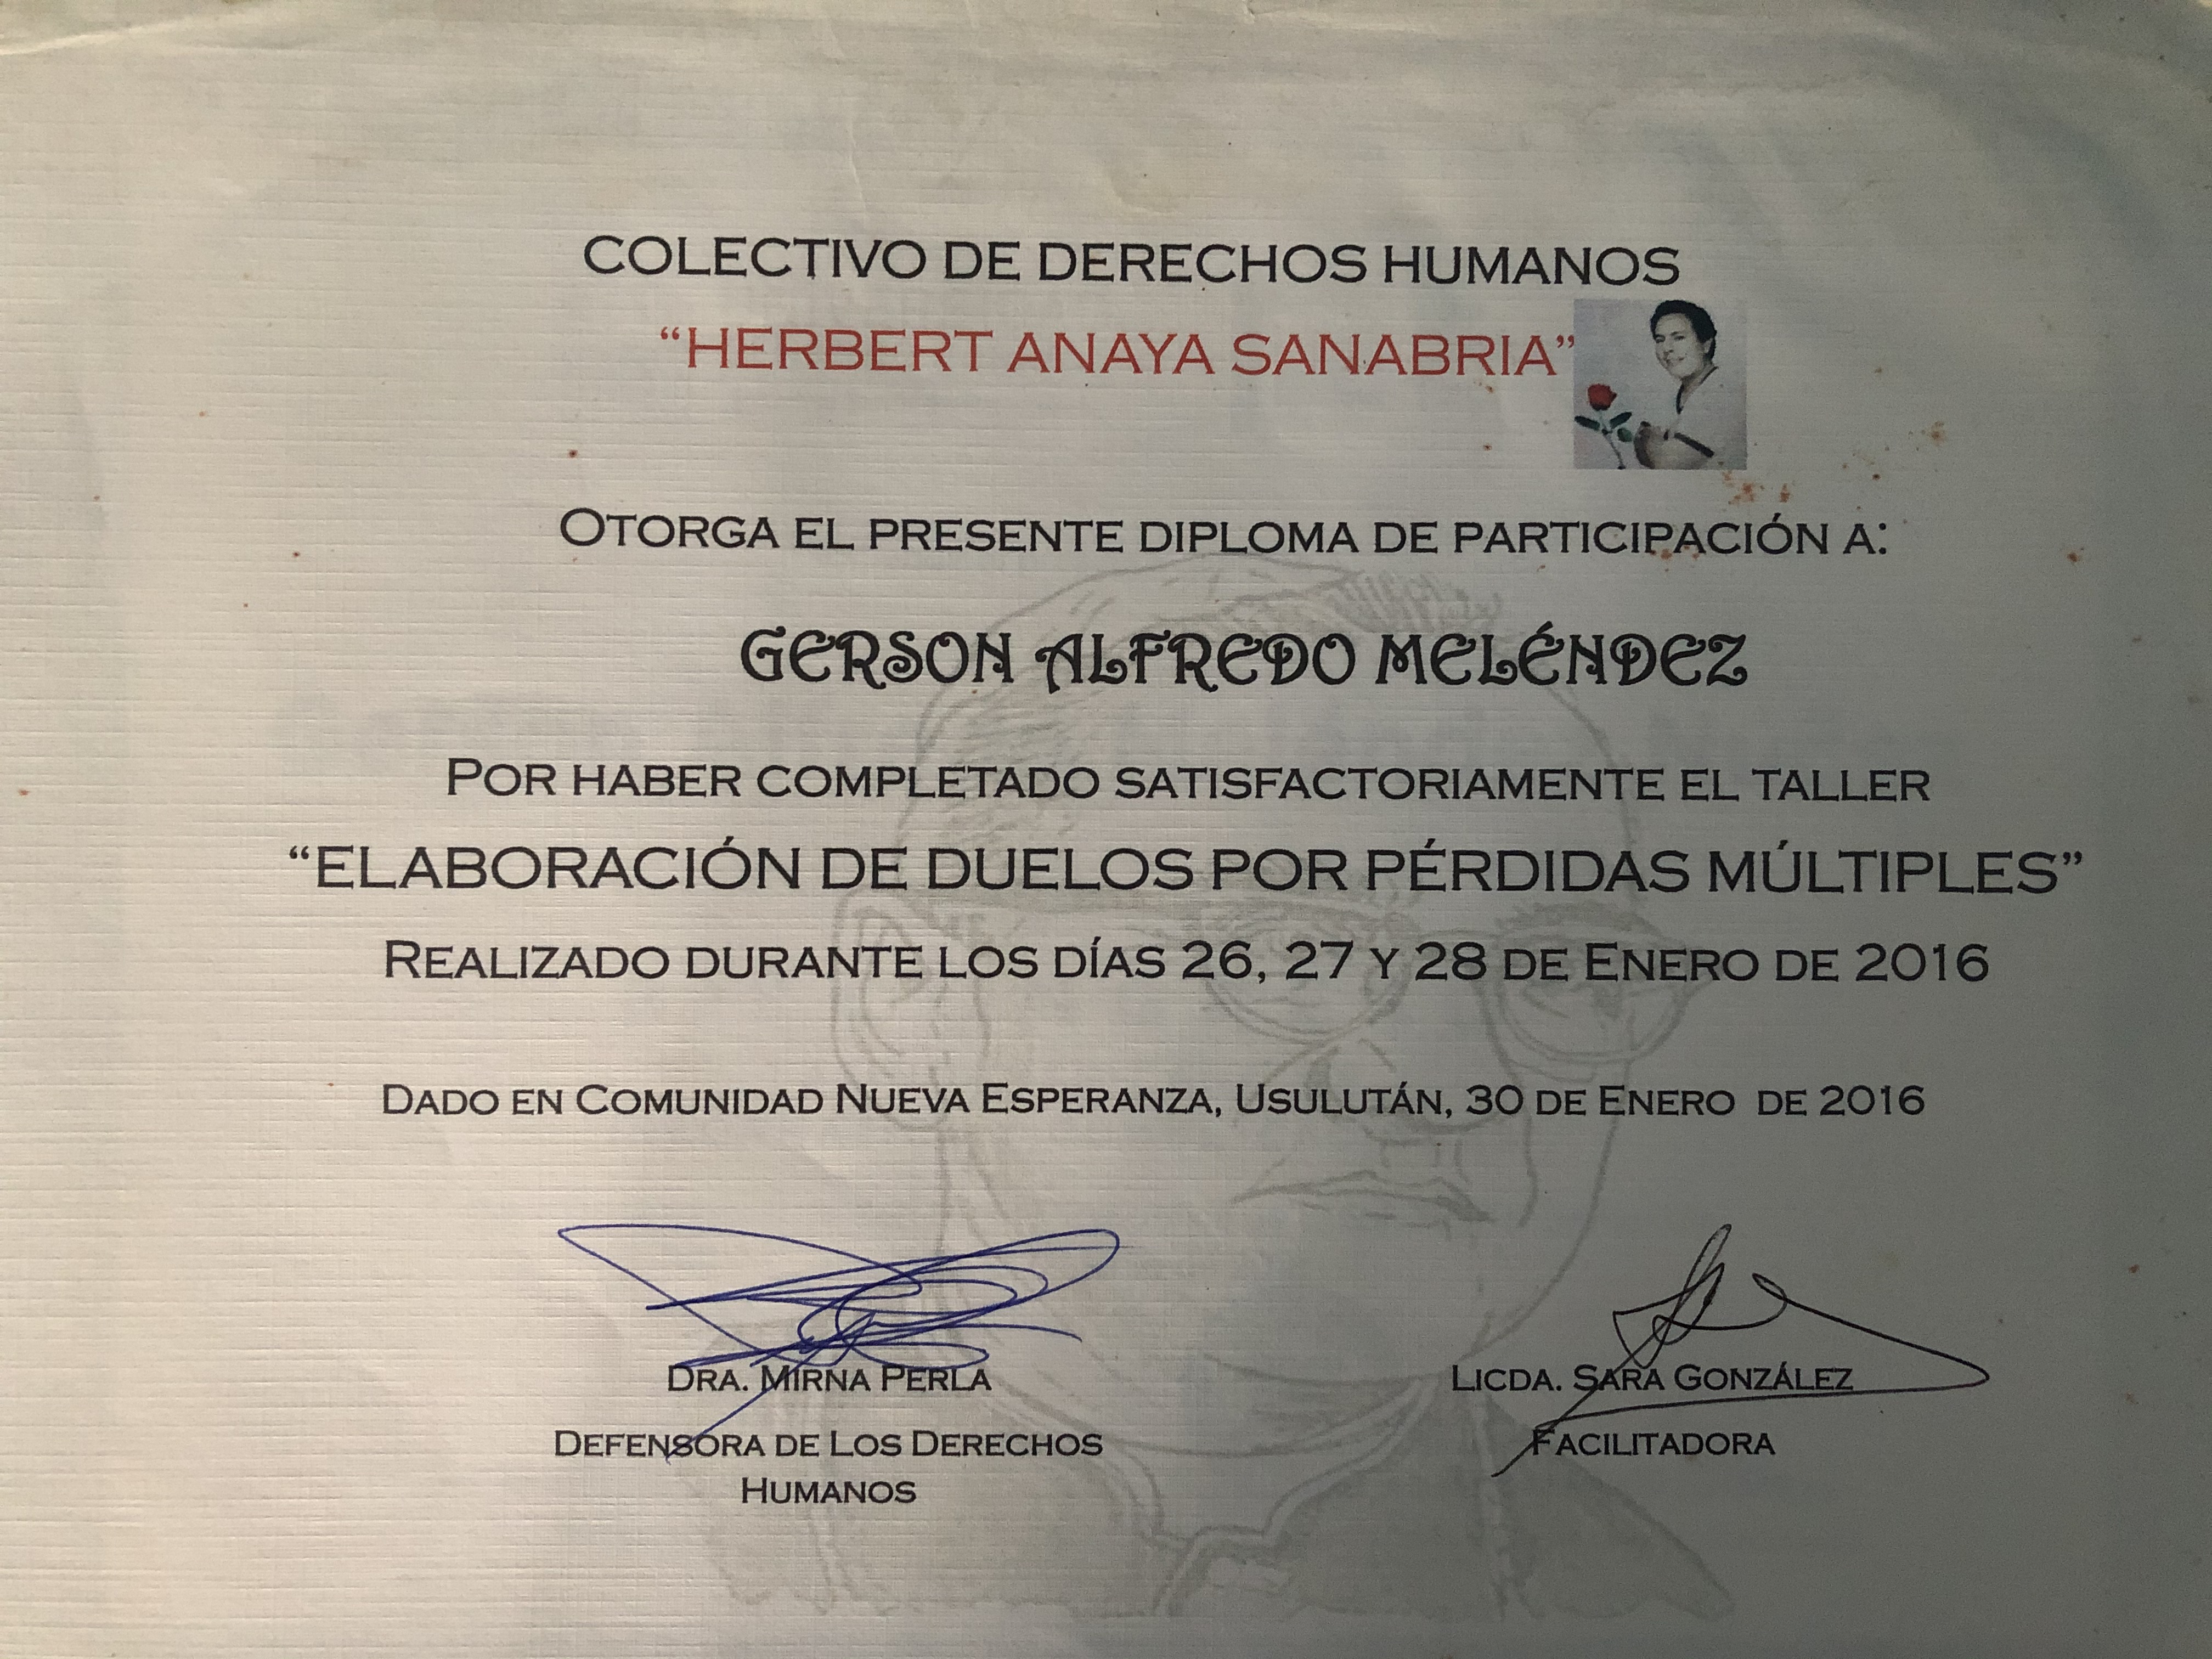 COLECTIVO DE DERECHOS HUMANOS
“HERBERT ANAYA SANABRIA”
OTORGA EL PRESENTE DIPLOMA DE PARTICIPACIÓN A:
GERSON ALFREDO MELÉNDEZ
POR HABER COMPLETADO SATISFACTORIAMENTE EL TALLER
“ELABORACIÓN DE DUELOS POR PÉRDIDAS MÚLTIPLES”
REALIZADO DURANTE LOS DÍAS 26, 27 Y 28 DE ENERO DE 2016
DADO EN COMUNIDAD NUEVA ESPERANZA, USULUTÁN, 30 DE ENERO DE 2016
DRA. MIRNA PERLA
DEFENSORA DE LOS DERECHOS
HUMANOS
LICDA. SARA GONZÁLEZ
FACILITADORA